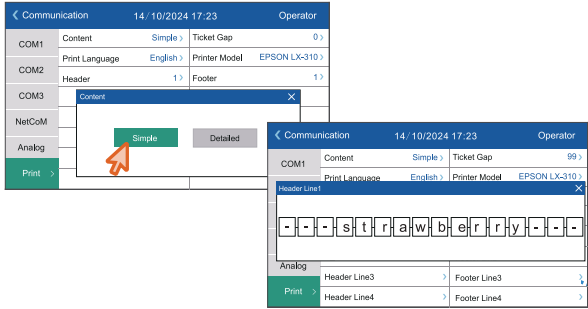 Communication 14/10/2024 17:23 Operator
COM1 Content Simple Ticket Gap 0
COM2 Print Language English Printer Model EPSON LX-310
Header 1 Footer 1
COM3
Content X
NetCoM
Simple Detailed
Analog
Print
Communication 14/10/2024 17:23 Operator
COM1 Content Simple Ticket Gap 99
Print Language English Printer Model EPSON LX-310
Header Line1 X
- - - s t r a w b e r r y - - -
Analog
Header Line3 Footer Line3
Print Header Line4 Footer Line4